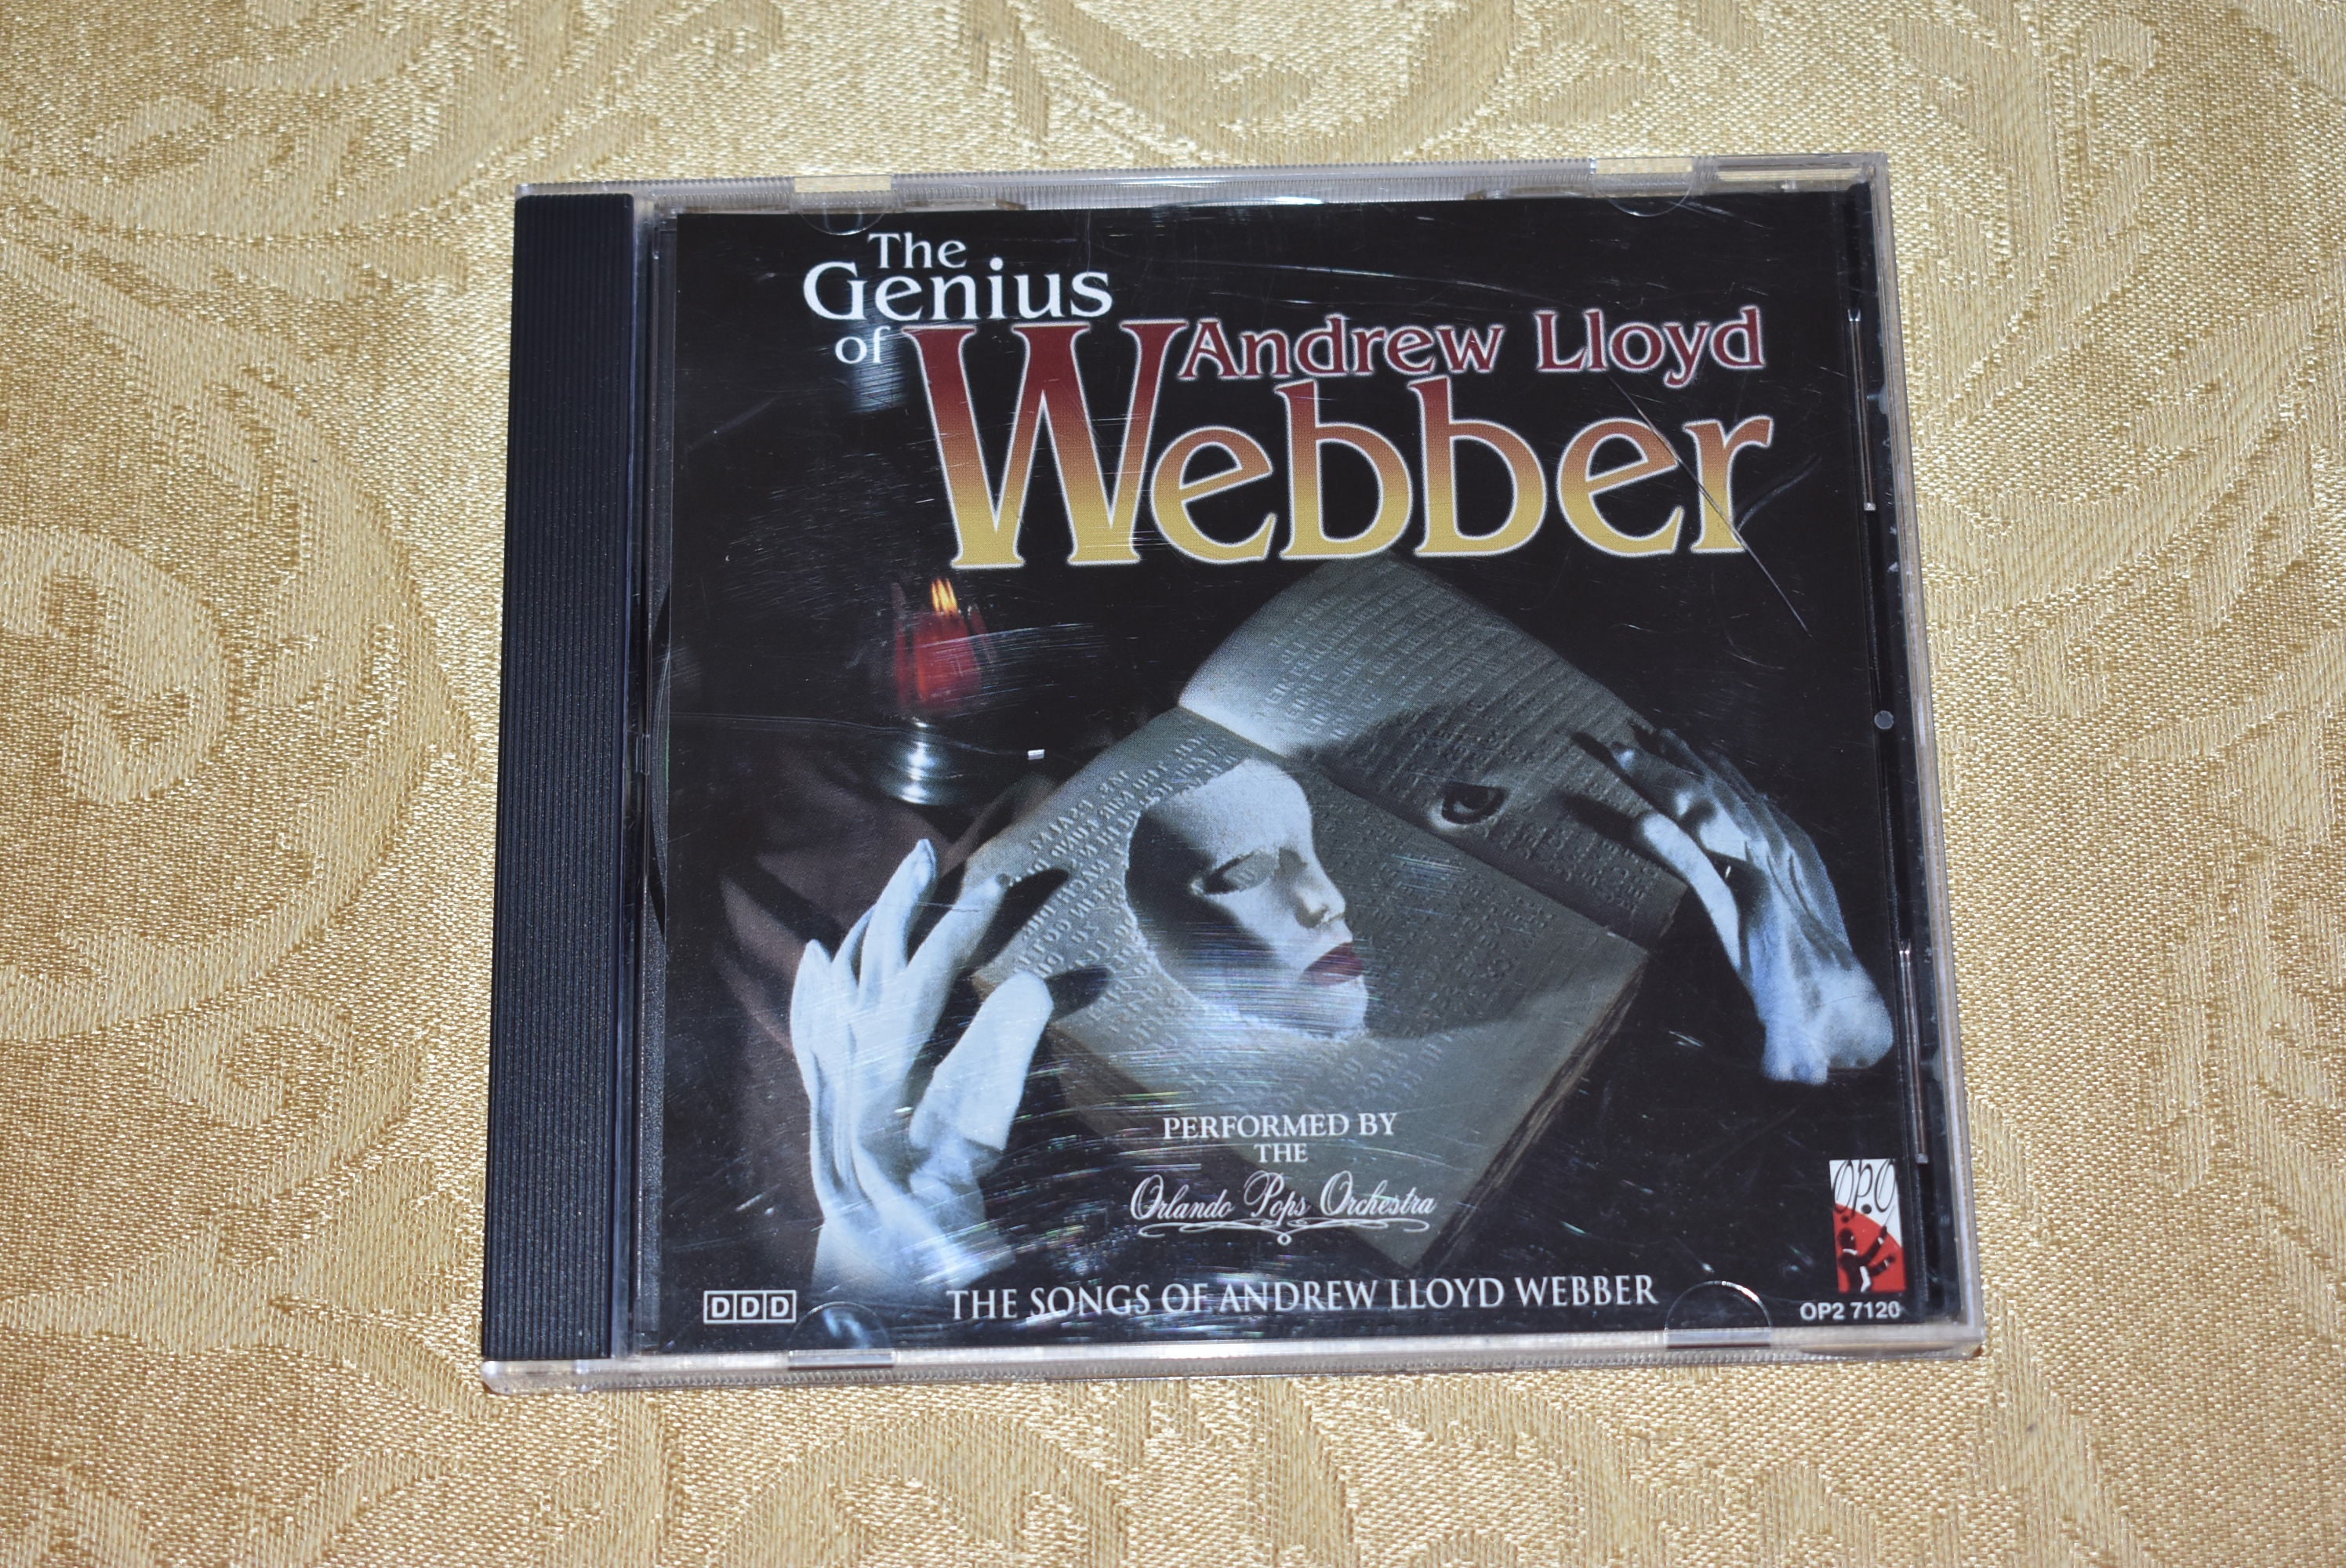 The
Genius
of
Andrew Lloyd
Webber
PERFORMED BY
THE
Orlando Pops Orchestra
THE SONGS OF ANDREW LLOYD WEBBER
DDD
OPO
OP2 7120